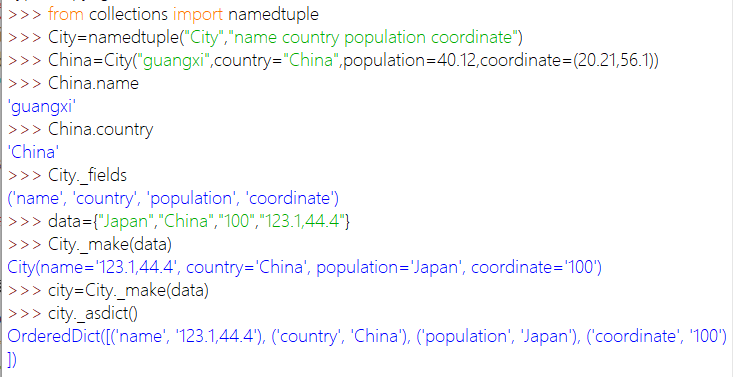 >>> from collections import namedtuple
>>> City=namedtuple("City","name country population coordinate")
>>> China=City("guangxi",country="China",population=40.12,coordinate=(20.21,56.1))
>>> China.name
'guangxi'
>>> China.country
'China'
>>> City._fields
('name', 'country', 'population', 'coordinate')
>>> data={"Japan","China","100","123.1,44.4"}
>>> City._make(data)
City(name='123.1,44.4', country='China', population='Japan', coordinate='100')
>>> city=City._make(data)
>>> city._asdict()
OrderedDict([('name', '123.1,44.4'), ('country', 'China'), ('population', 'Japan'), ('coordinate', '100')
])